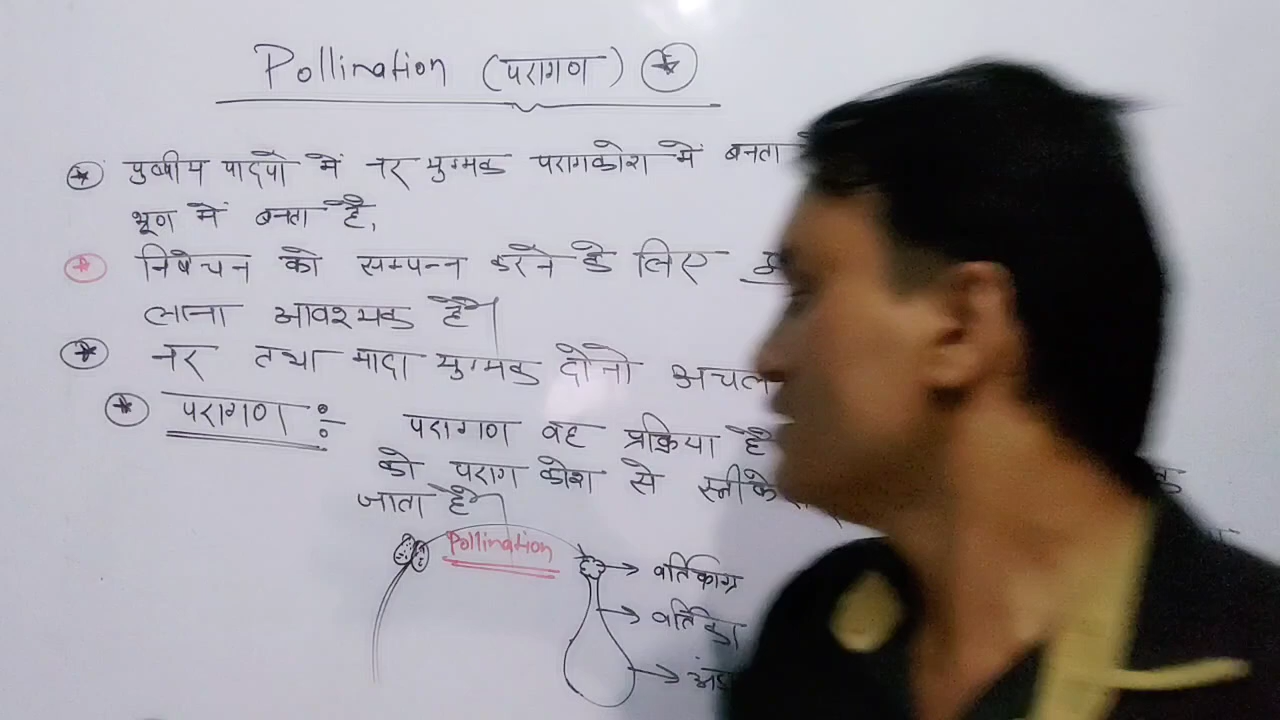 Pollination (परागण)
पुष्पीय पादपों में नर युग्मक परागकोश में बनता
भ्रूण में बनता है,
निषेचन को सम्पन्न करने के लिए
लाना आवश्यक है।
नर तथा मादा युग्मक दोनो अचल
परागण :- परागण वह प्रक्रिया है
को पराग कोश से स्त्रीके
जाता है।
Pollination
वर्तिकाग्र
वर्तिका